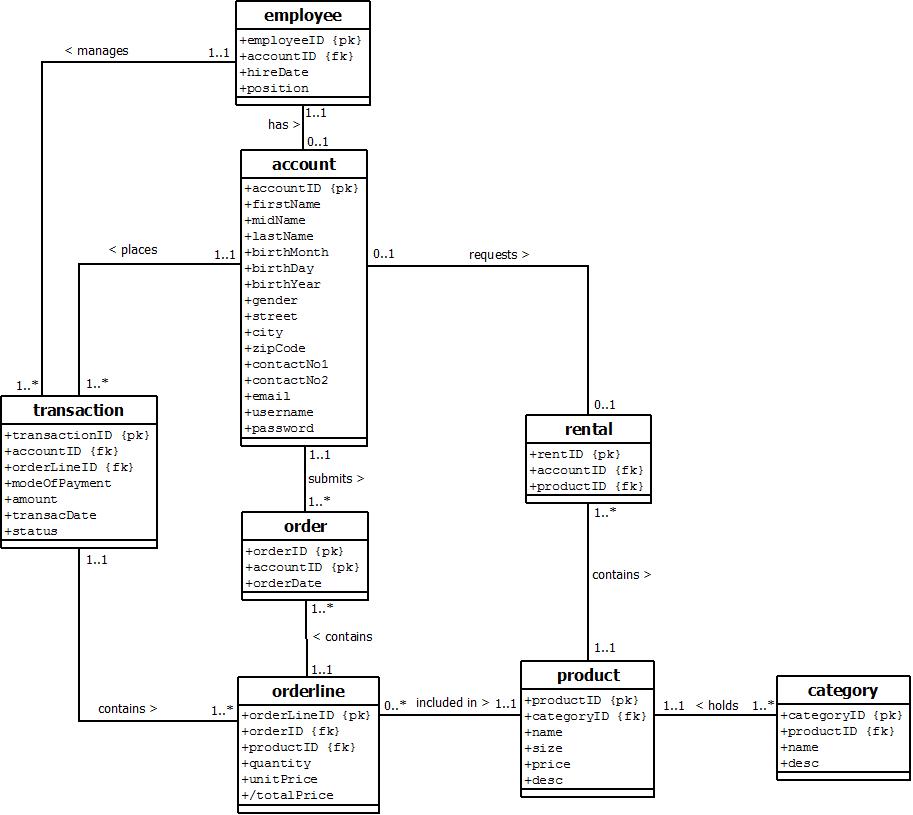 employee
+employeeID {pk}
+accountID {fk}
+hireDate
+position
< manages
1..1
1..1
has >
0..1
account
+accountID {pk}
+firstName
+midName
+lastName
+birthMonth
+birthDay
+birthYear
+gender
+street
+city
+zipCode
+contactNo1
+contactNo2
+email
+username
+password
< places
1..1
0..1
requests >
1..*
1..*
0..1
transaction
+transactionID {pk}
+accountID {fk}
+orderLineID {fk}
+modeOfPayment
+amount
+transacDate
+status
rental
+rentID {pk}
+accountID {fk}
+productID {fk}
1..1
submits >
1..*
order
+orderID {pk}
+accountID {pk}
+orderDate
1..1
1..*
contains >
1..1
1..*
< contains
1..1
orderline
+orderLineID {pk}
+orderID {fk}
+productID {fk}
+quantity
+unitPrice
+/totalPrice
contains >
1..*
0..*
included in >
1..1
product
+productID {pk}
+categoryID {fk}
+name
+size
+price
+desc
1..1
< holds
1..*
category
+categoryID {pk}
+productID {fk}
+name
+desc